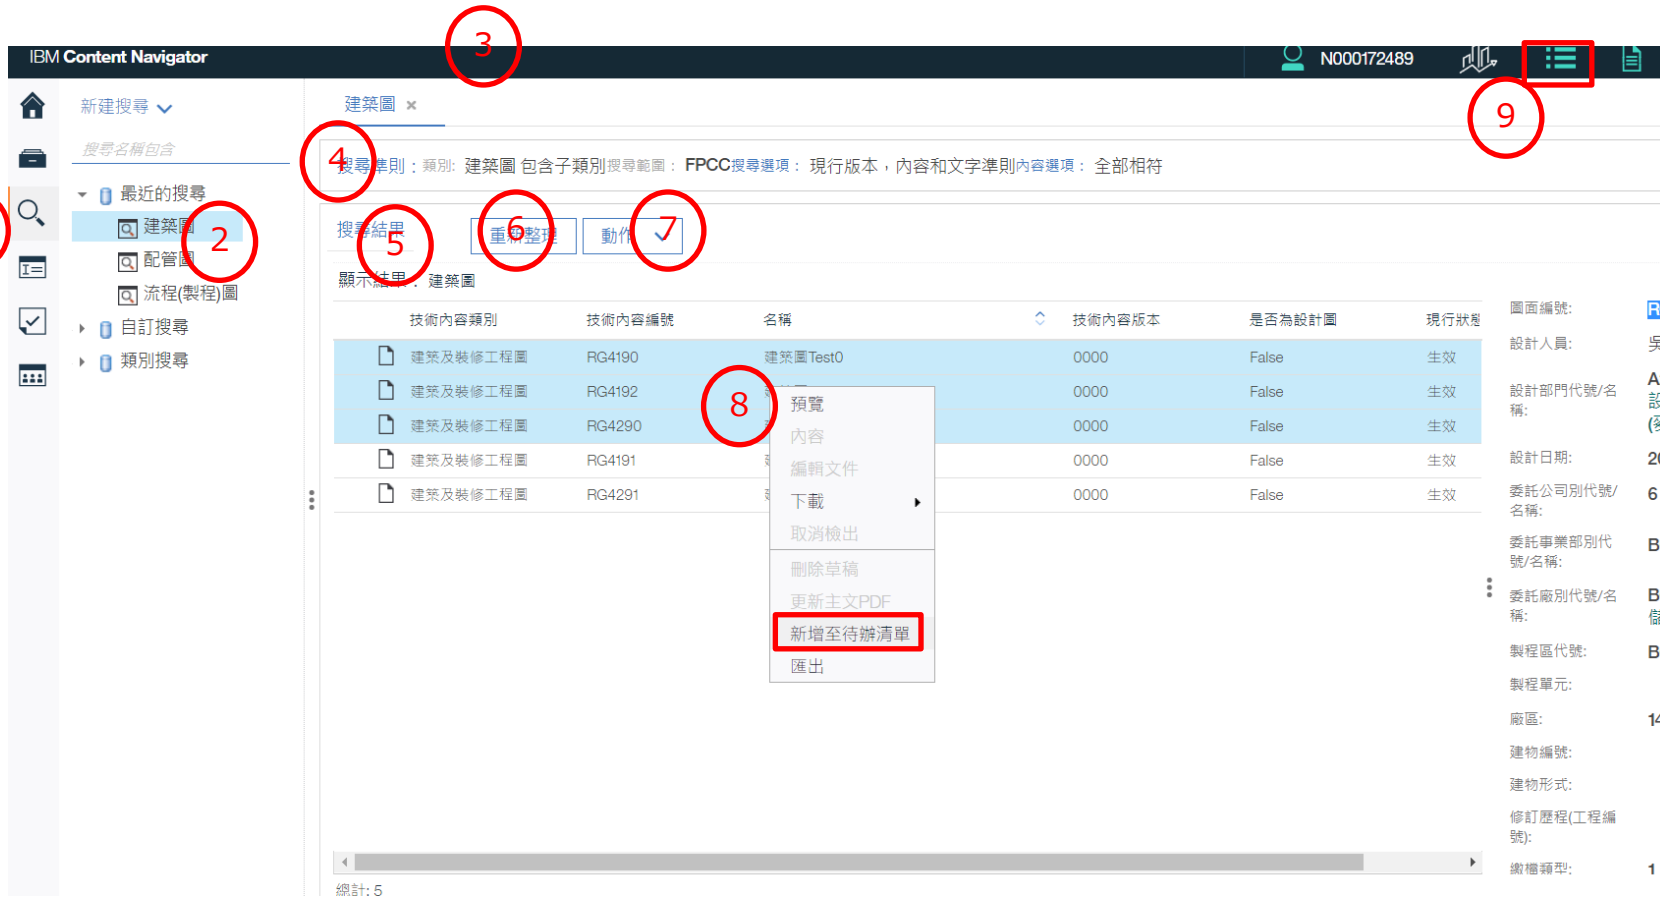 3
IBM Content Navigator
N000172489
9
新建搜尋
搜尋名稱包含
最近的搜尋
建築圖
2
配管圖
流程(製程)圖
自訂搜尋
類別搜尋
建築圖 ×
4
搜尋準則：類別: 建築圖 包含子類別搜尋範圍： FPCC搜尋選項： 現行版本，內容和文字準則內容選項： 全部相符
搜尋結果
5
重新整理
6
動作
7
顯示結果：建築圖
技術內容類別 技術內容編號 名稱 技術內容版本 是否為設計圖 現行狀態
建築及裝修工程圖 RG4190 建築圖Test0 0000 False 生效
建築及裝修工程圖 RG4192 0000 False 生效
建築及裝修工程圖 RG4290 0000 False 生效
建築及裝修工程圖 RG4191 0000 False 生效
建築及裝修工程圖 RG4291 0000 False 生效
8
預覽
內容
編輯文件
下載
取消檢出
刪除草稿
更新主文PDF
新增至待辦清單
匯出
圖面編號: R
設計人員: 吳
設計部門代號/名
稱:
A
設
設計日期: 20
委託公司別代號/
名稱:
6
委託事業部別代
號/名稱:
B
委託廠別代號/名
稱:
B
儲
製程區代號: B
製程單元:
廠區: 14
建物編號:
建物形式:
修訂歷程(工程編
號):
繳檔類型: 1
總計: 5